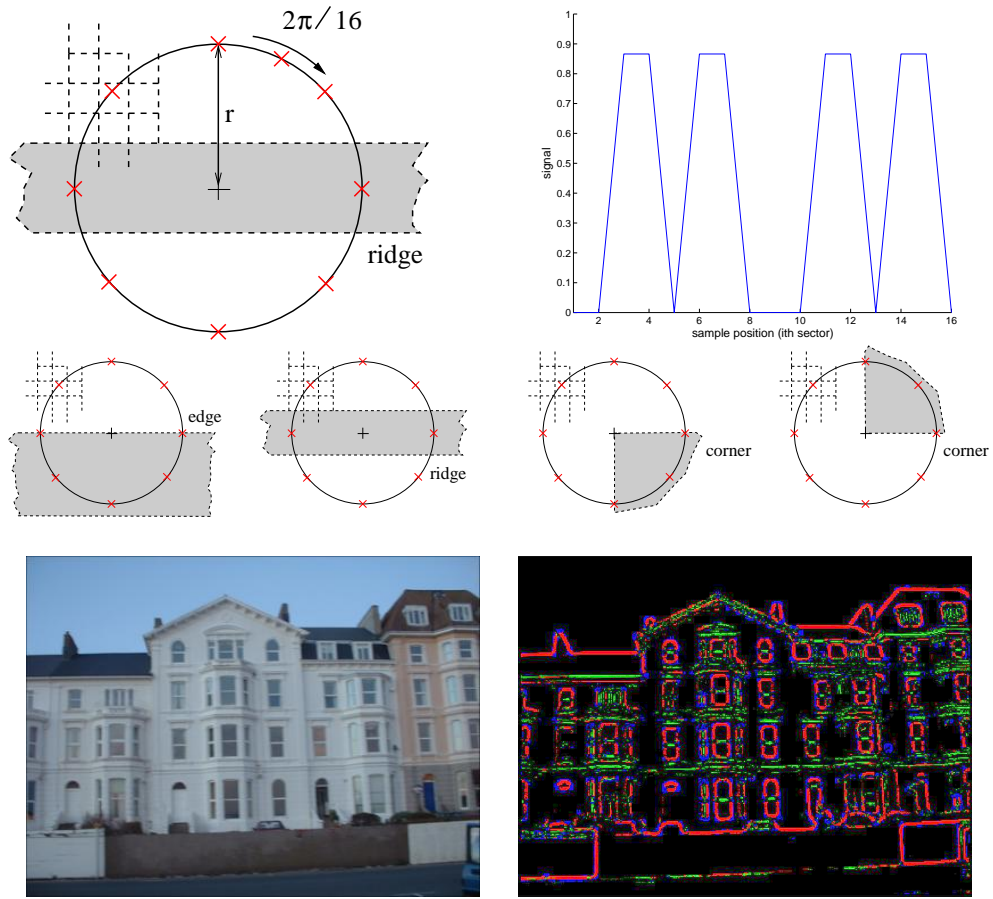 2π/16
r
ridge
1
0.9
0.8
0.7
0.6
0.5
0.4
0.3
0.2
0.1
0
signal
2 4 6 8 10 12 14 16
sample position (ith sector)
edge
ridge
corner
corner